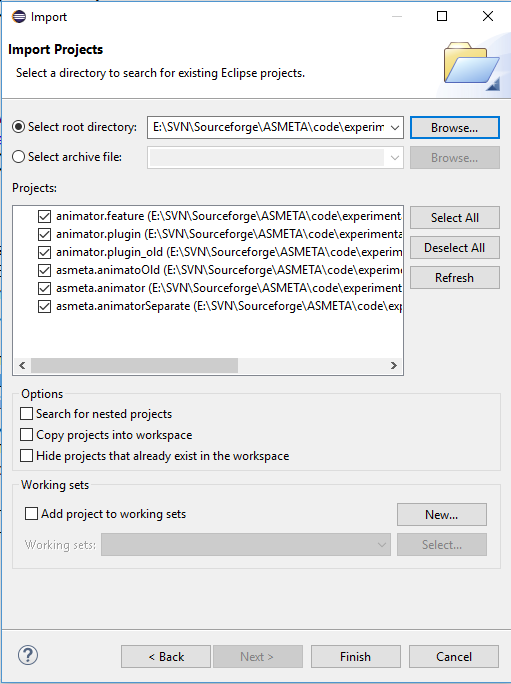 Import
Import Projects
Select a directory to search for existing Eclipse projects.
Select root directory:
E:\SVN\Sourceforge\ASMETA\code\experim
Browse...
Select archive file:
Browse...
Projects:
animator.feature (E:\SVN\Sourceforge\ASMETA\code\experimental
animator.plugin (E:\SVN\Sourceforge\ASMETA\code\experimenta
animator.plugin_old (E:\SVN\Sourceforge\ASMETA\code\experim
asmeta.animatoOld (E:\SVN\Sourceforge\ASMETA\code\experim
asmeta.animator (E:\SVN\Sourceforge\ASMETA\code\experiment
asmeta.animatorSeparate (E:\SVN\Sourceforge\ASMETA\code\exp
Select All
Deselect All
Refresh
Options
Search for nested projects
Copy projects into workspace
Hide projects that already exist in the workspace
Working sets
Add project to working sets
New...
Working sets:
Select...
?
< Back
Next >
Finish
Cancel